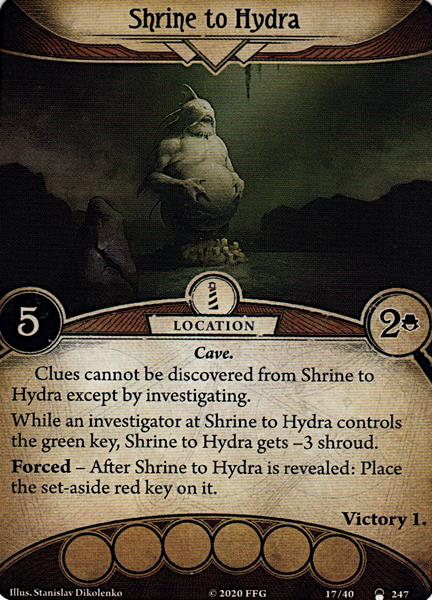 Shrine to Hydra
5
2
LOCATION
Cave.
Clues cannot be discovered from Shrine to
Hydra except by investigating.
While an investigator at Shrine to Hydra controls
the green key, Shrine to Hydra gets –3 shroud.
Forced – After Shrine to Hydra is revealed: Place
the set-aside red key on it.
Victory 1.
Illus. Stanislav Dikolenko © 2020 FFG 17/40 247